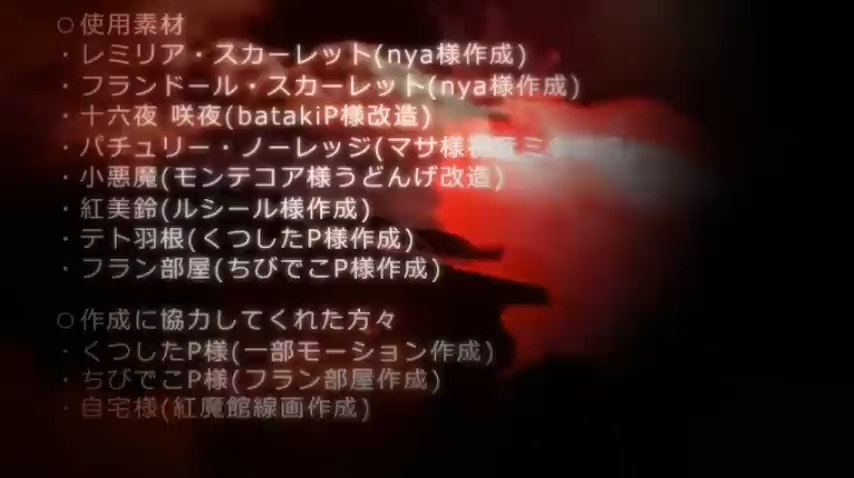 ○使用素材
・レミリア・スカーレット(nya様作成)
・フランドール・スカーレット(nya様作成)
・十六夜 咲夜(batakiP様改造)
・パチュリー・ノーレッジ(マサ様
・小悪魔(モンテコア様うどんげ改造)
・紅美鈴(ルシール様作成)
・テト羽根(くつしたP様作成)
・フラン部屋(ちびでこP様作成)
○作成に協力してくれた方々
・くつしたP様(一部モーション作成)
・ちびでこP様(フラン部屋作成)
・自宅様(紅魔館線画作成)